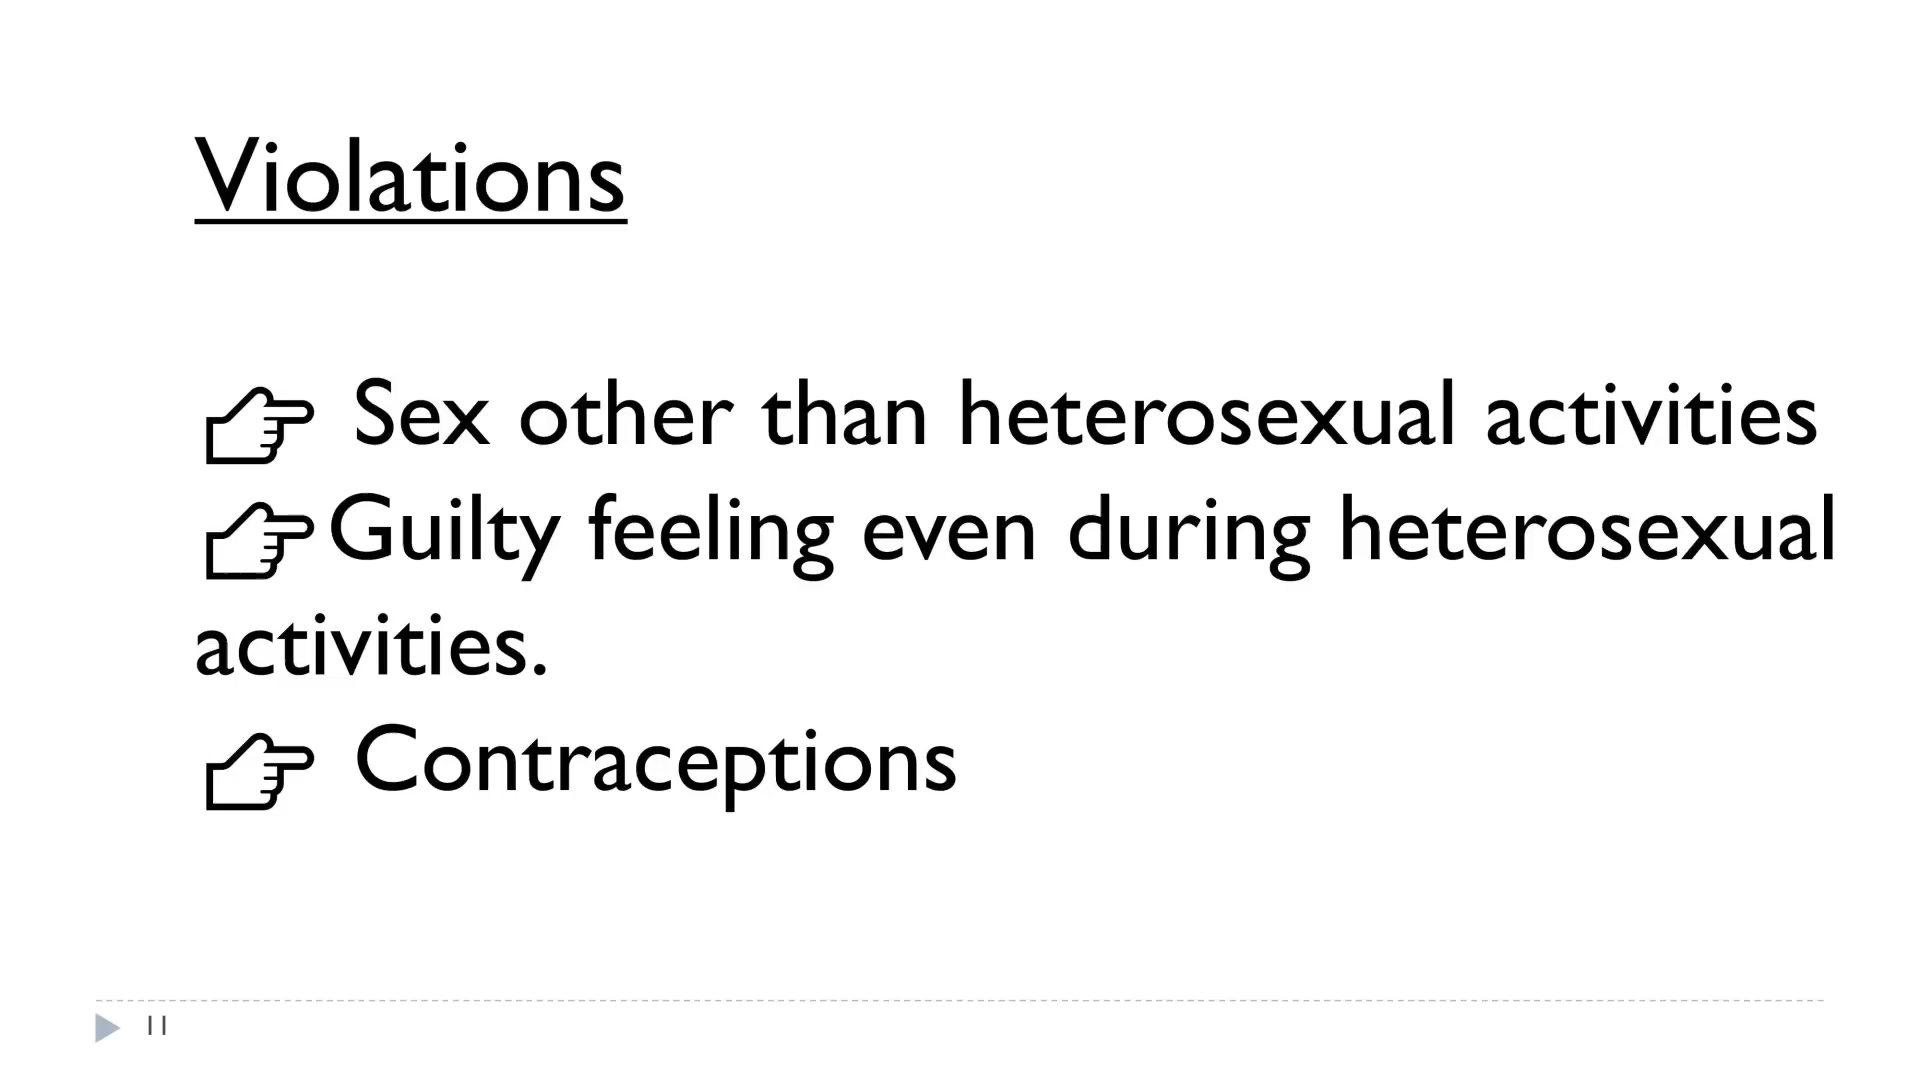 Violations
☞ Sex other than heterosexual activities
☞Guilty feeling even during heterosexual
activities.
☞ Contraceptions
11